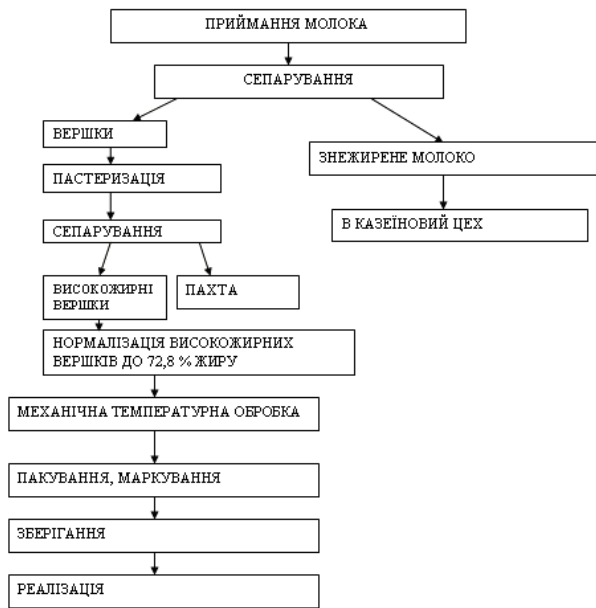 ПРИЙМАННЯ МОЛОКА
СЕПАРУВАННЯ
ВЕРШКИ
ЗНЕЖИРЕНЕ МОЛОКО
ПАСТЕРИЗАЦІЯ
В КАЗЕЇНОВИЙ ЦЕХ
СЕПАРУВАННЯ
ВИСОКОЖИРНІ
ВЕРШКИ
ПАХТА
НОРМАЛІЗАЦІЯ ВИСОКОЖИРНИХ
ВЕРШКІВ ДО 72,8 % ЖИРУ
МЕХАНІЧНА ТЕМПЕРАТУРНА ОБРОБКА
ПАКУВАННЯ, МАРКУВАННЯ
ЗБЕРІГАННЯ
РЕАЛІЗАЦІЯ